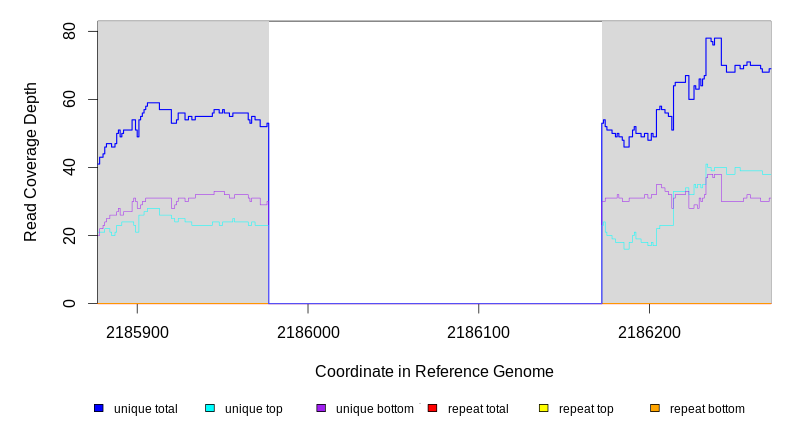 80
60
40
20
0
Read Coverage Depth
2185900 2186000 2186100 2186200
Coordinate in Reference Genome
unique total unique top unique bottom repeat total repeat top repeat bottom